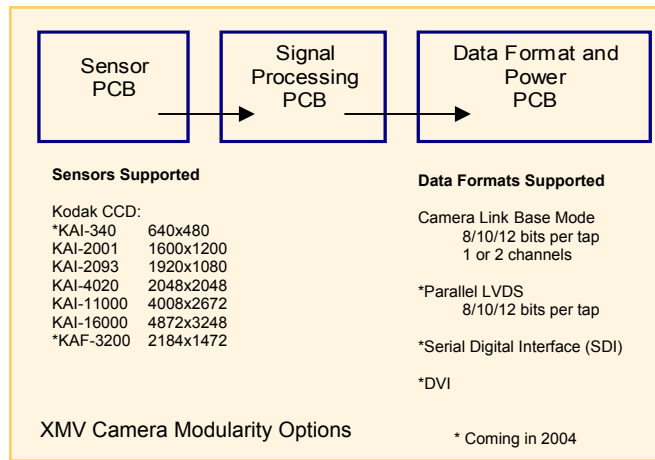 Sensor
PCB
Signal
Processing
PCB
Data Format and
Power
PCB
Sensors Supported
Kodak CCD:
*KAI-340 640x480
KAI-2001 1600x1200
KAI-2093 1920x1080
KAI-4020 2048x2048
KAI-11000 4008x2672
KAI-16000 4872x3248
*KAF-3200 2184x1472
Data Formats Supported
Camera Link Base Mode
8/10/12 bits per tap
1 or 2 channels
*Parallel LVDS
8/10/12 bits per tap
*Serial Digital Interface (SDI)
*DVI
XMV Camera Modularity Options
* Coming in 2004